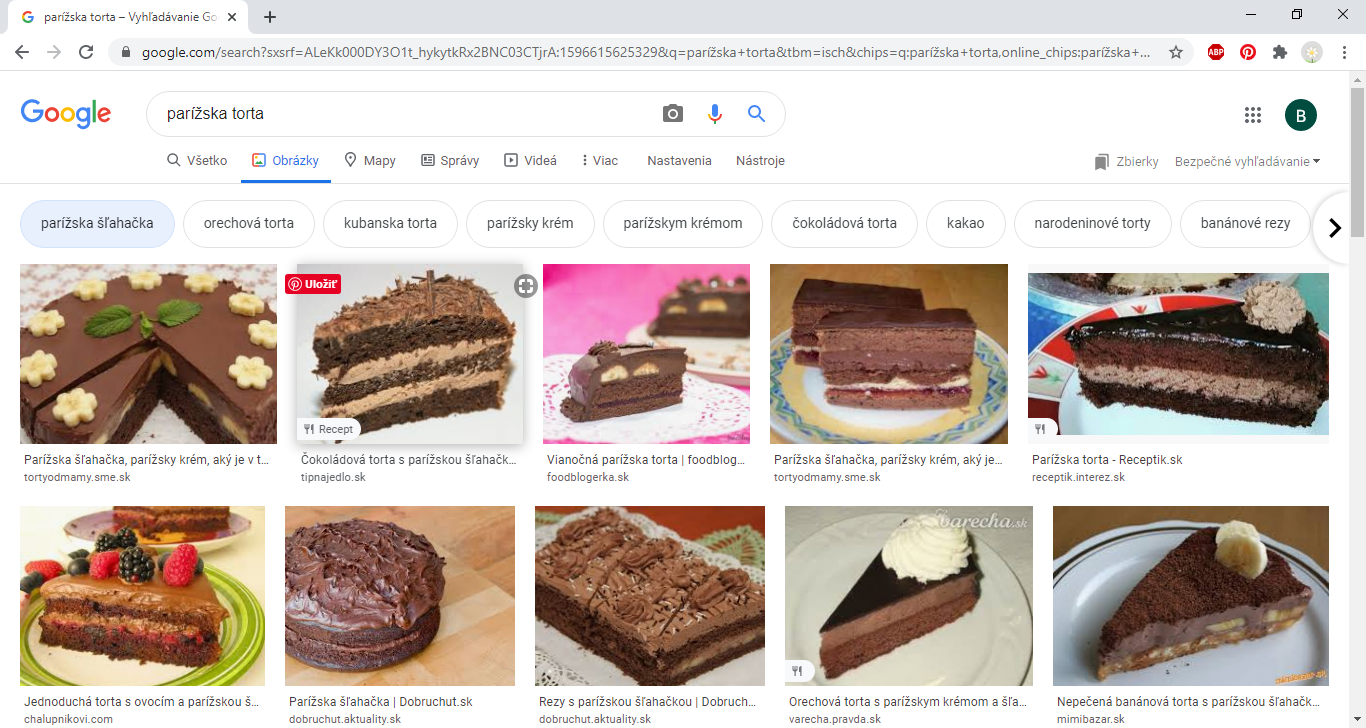 parížska torta – Vyhľadávanie Go
google.com/search?sxsrf=ALeKk000DY3O1t_hykytkRx2BNC03CTjrA:1596615625329&q=parížska+torta&tbm=isch&chips=q:parížska+torta,online_chips:parížska+...
ABP
Google
parížska torta
B
Všetko Obrázky Mapy Správy Videá Viac Nastavenia Nástroje Zbierky Bezpečné vyhľadávanie
parížska šľahačka orechová torta kubanska torta parížsky krém parížskym krémom čokoládová torta kakao narodeninové torty banánové rezy
Uložiť
Recept
Parížska šľahačka, parížsky krém, aký je v t...
tortyodmamy.sme.sk
Čokoládová torta s parížskou šľahačk...
tipnajedlo.sk
Vianočná parížska torta | foodblog...
foodblogerka.sk
Parížska šľahačka, parížsky krém, aký je...
tortyodmamy.sme.sk
Parížska torta - Receptik.sk
receptik.interez.sk
varecha.sk
Jednoduchá torta s ovocím a parížskou š...
chalupnikovi.com
Parížska šľahačka | Dobruchut.sk
dobruchut.aktuality.sk
Rezy s parížskou šľahačkou | Dobruch...
dobruchut.aktuality.sk
Orechová torta s parížskym krémom a šľa...
varecha.pravda.sk
Nepečená banánová torta s parížskou šľahačk...
mimibazar.sk